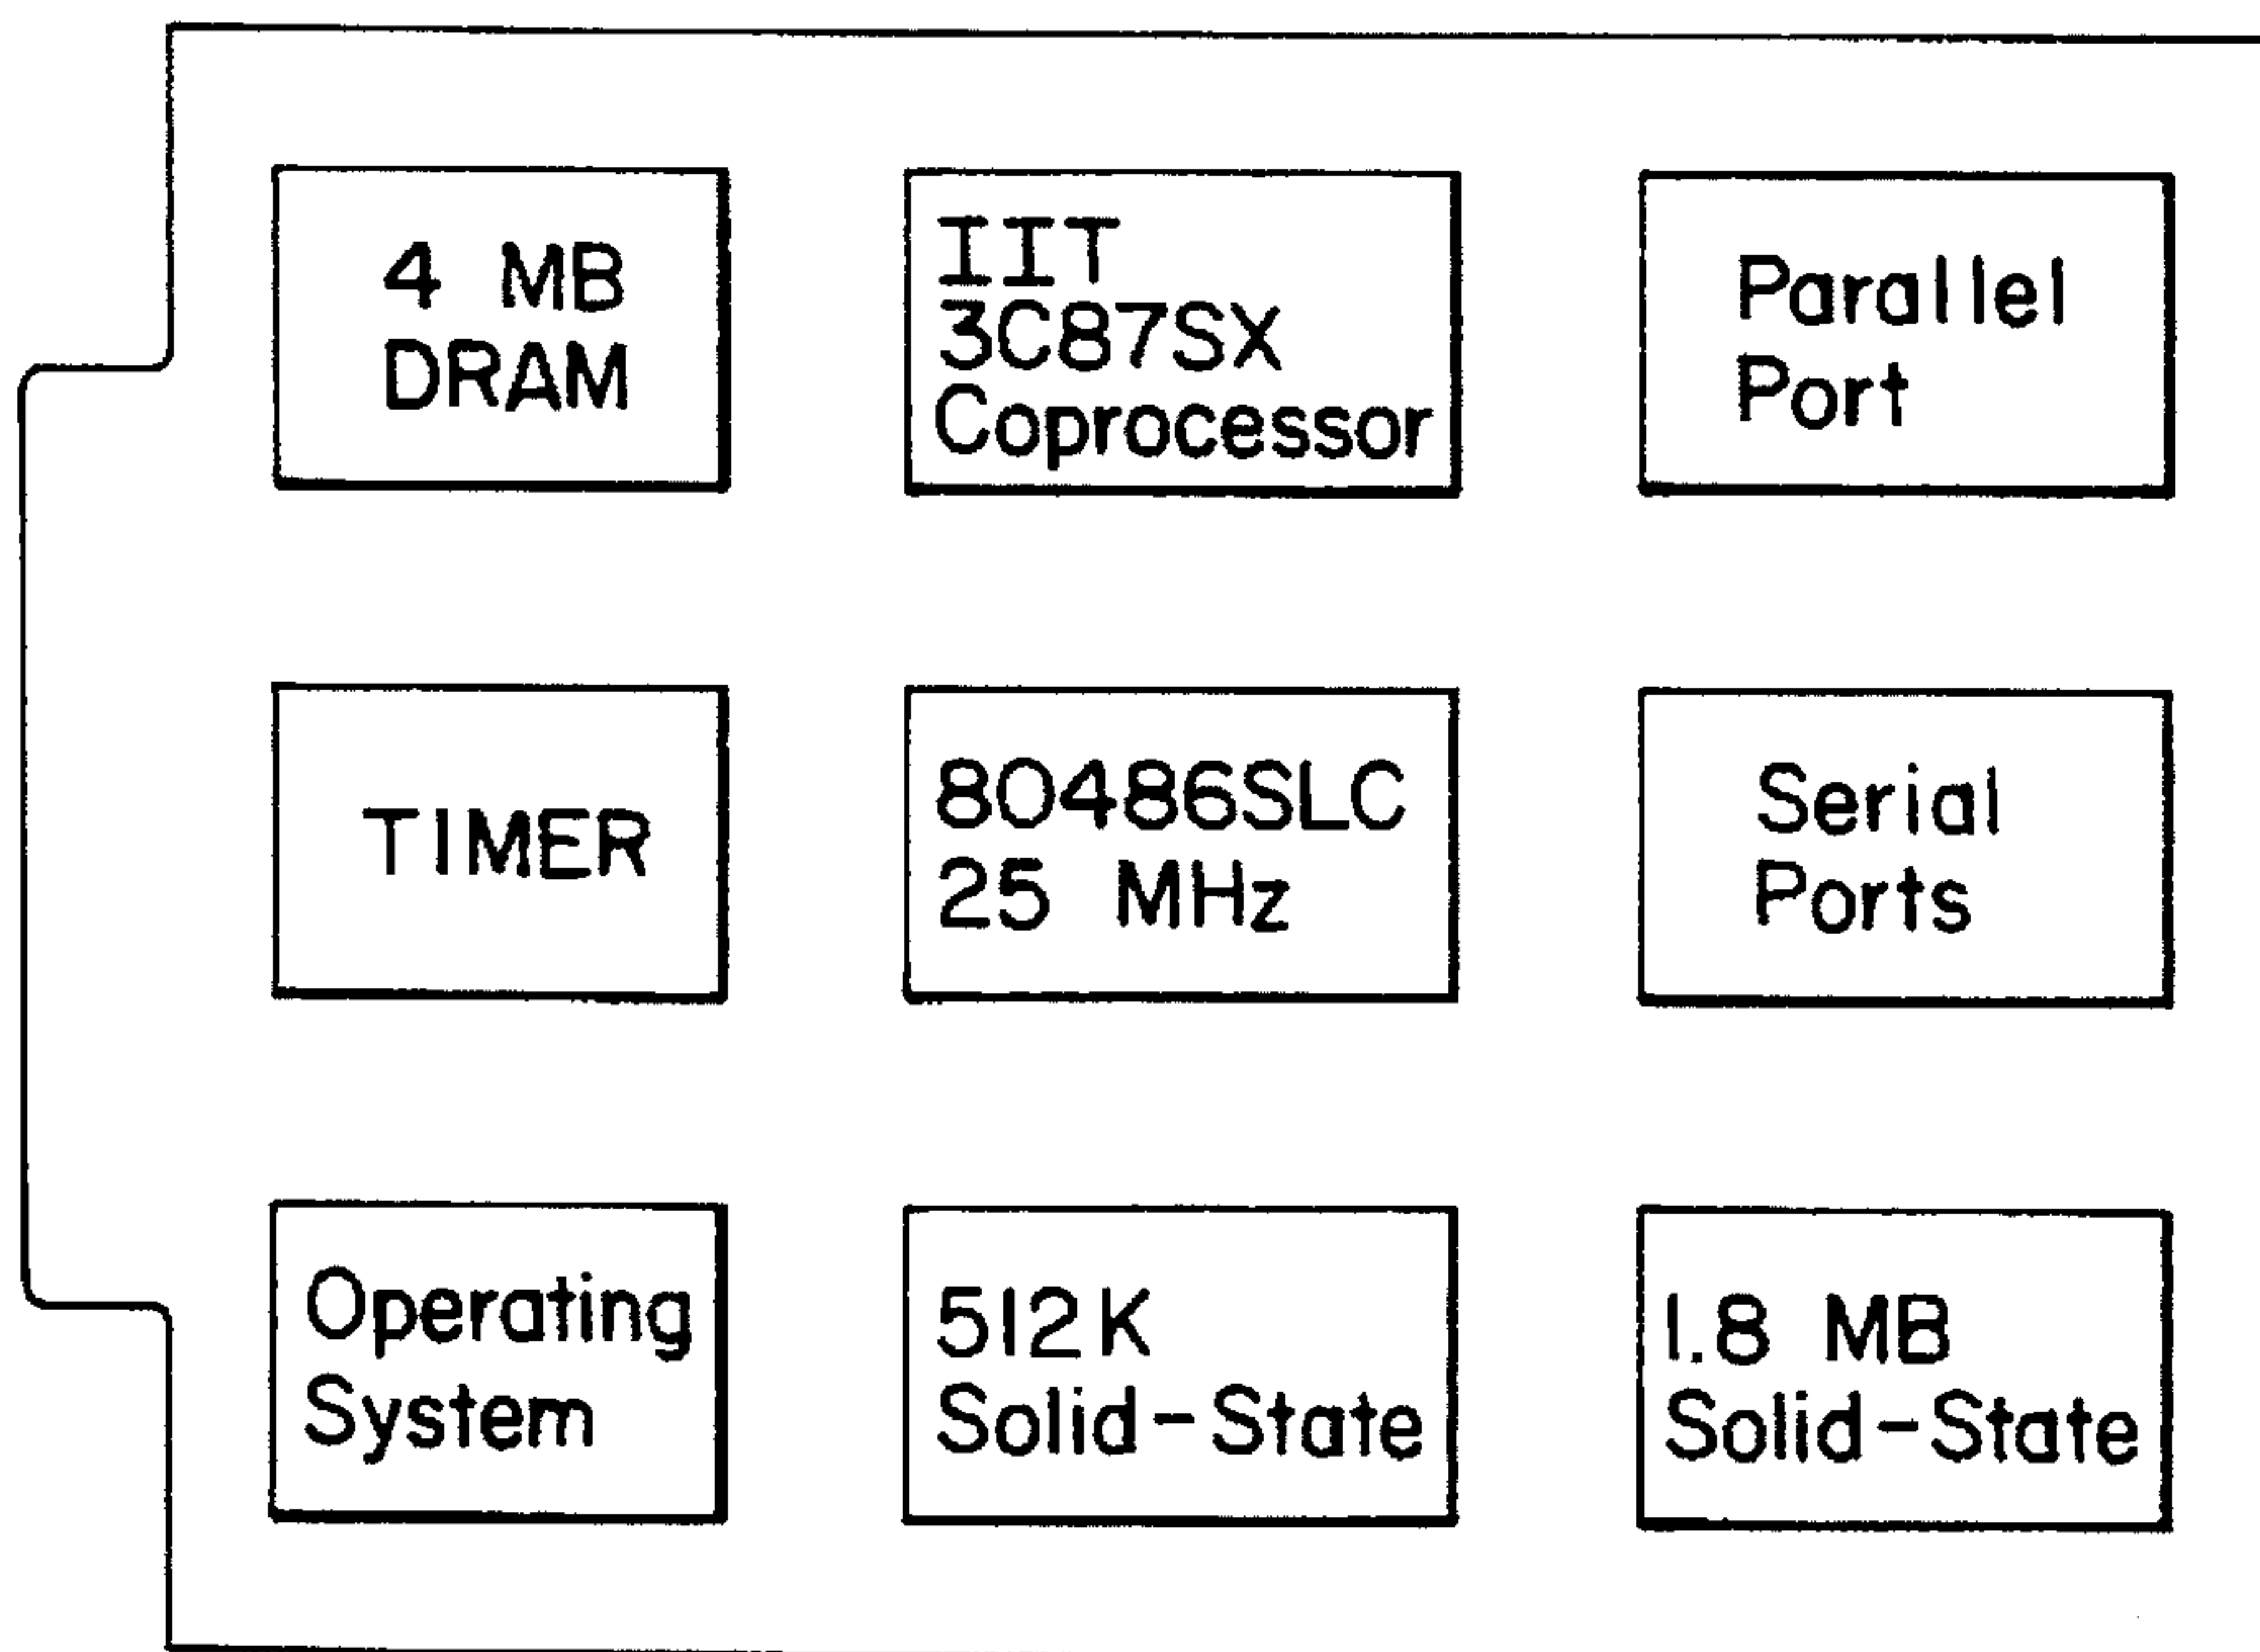 4 MB
DRAM
IIT
3C87SX
Coprocessor
Parallel
Port
TIMER
80486SLC
25 MHz
Serial
Ports
Operating
System
512K
Solid-State
1.8 MB
Solid-State